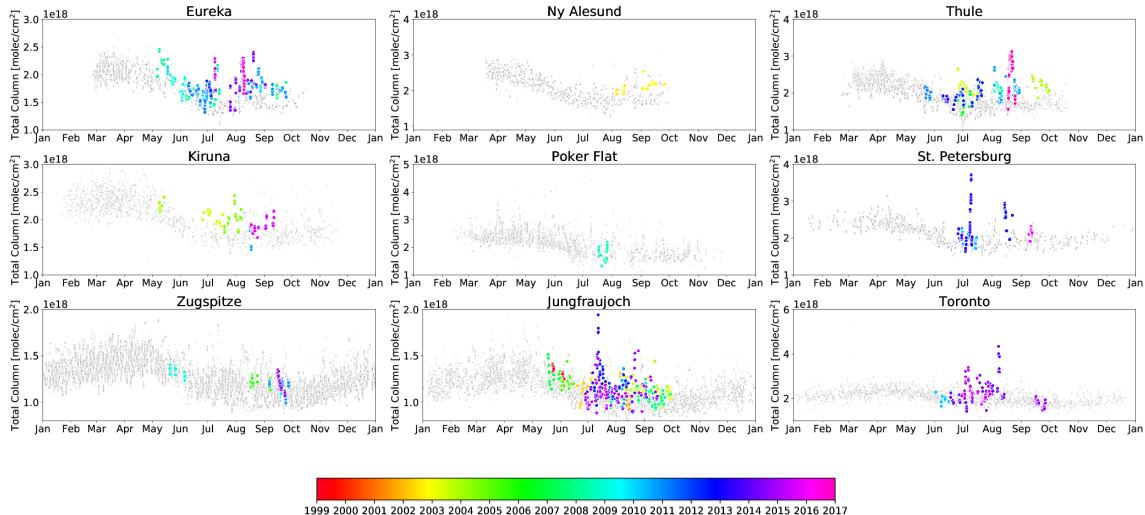 Eureka
1e18
Total Column [molec/cm²]
3.0
2.5
2.0
1.5
1.0
Jan Feb Mar Apr May Jun Jul Aug Sep Oct Nov Dec Jan
Ny Alesund
1e18
Total Column [molec/cm²]
4
3
2
1
Jan Feb Mar Apr May Jun Jul Aug Sep Oct Nov Dec Jan
Thule
1e18
Total Column [molec/cm²]
4
3
2
1
Jan Feb Mar Apr May Jun Jul Aug Sep Oct Nov Dec Jan
Kiruna
1e18
Total Column [molec/cm²]
3.0
2.5
2.0
1.5
1.0
Jan Feb Mar Apr May Jun Jul Aug Sep Oct Nov Dec Jan
Poker Flat
1e18
Total Column [molec/cm²]
5
4
3
2
1
Jan Feb Mar Apr May Jun Jul Aug Sep Oct Nov Dec Jan
St. Petersburg
1e18
Total Column [molec/cm²]
4
3
2
1
Jan Feb Mar Apr May Jun Jul Aug Sep Oct Nov Dec Jan
Zugspitze
1e18
Total Column [molec/cm²]
2.0
1.5
1.0
Jan Feb Mar Apr May Jun Jul Aug Sep Oct Nov Dec Jan
Jungfraujoch
1e18
Total Column [molec/cm²]
2.0
1.5
1.0
Jan Feb Mar Apr May Jun Jul Aug Sep Oct Nov Dec Jan
Toronto
1e18
Total Column [molec/cm²]
6
4
2
Jan Feb Mar Apr May Jun Jul Aug Sep Oct Nov Dec Jan
1999 2000 2001 2002 2003 2004 2005 2006 2007 2008 2009 2010 2011 2012 2013 2014 2015 2016 2017